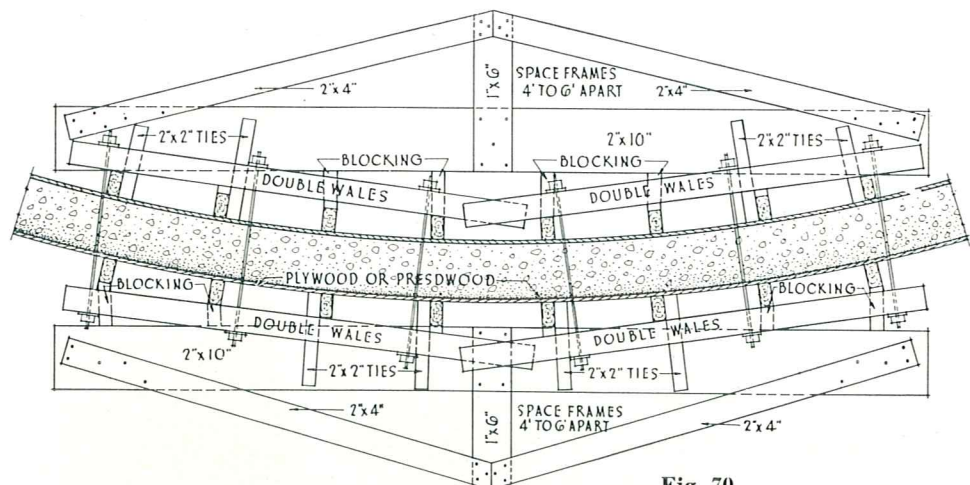 SPACE FRAMES
4' TO 6' APART
1"x6"
2"x4"
2"x4"
2"x2" TIES
2"x10"
2"x2" TIES
BLOCKING
BLOCKING
DOUBLE WALES
DOUBLE WALES
PLYWOOD OR PRESDWOOD
BLOCKING
BLOCKING
DOUBLE WALES
DOUBLE WALES
2"x10"
2"x2" TIES
2"x2" TIES
2"x4"
1"x6"
SPACE FRAMES
4' TO 6' APART
2"x4"
Fig. 70